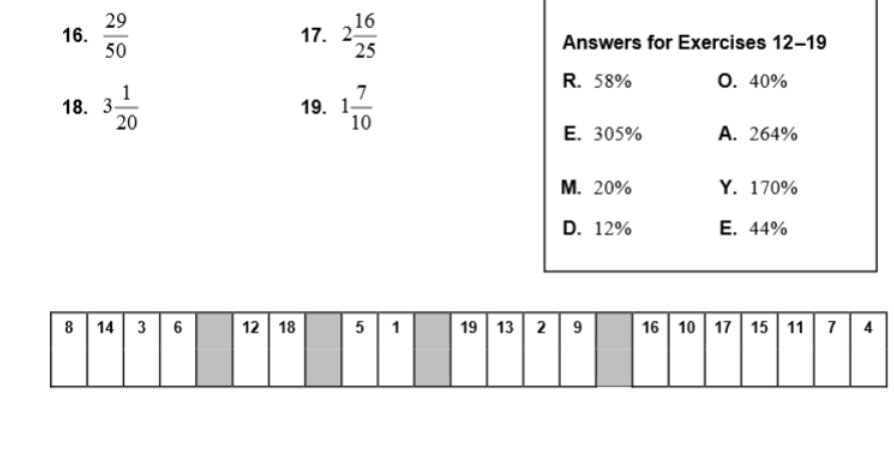 16. 29/50 17. 2 16/25
18. 3 1/20 19. 1 7/10
Answers for Exercises 12–19
R. 58% O. 40%
E. 305% A. 264%
M. 20% Y. 170%
D. 12% E. 44%
8 14 3 6 12 18 5 1 19 13 2 9 16 10 17 15 11 7 4